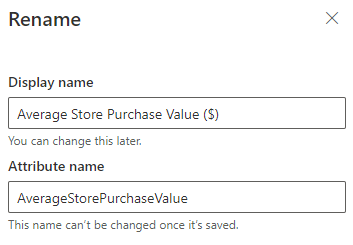 Rename
Display name
Average Store Purchase Value ($)
You can change this later.
Attribute name
AverageStorePurchaseValue
This name can't be changed once it's saved.